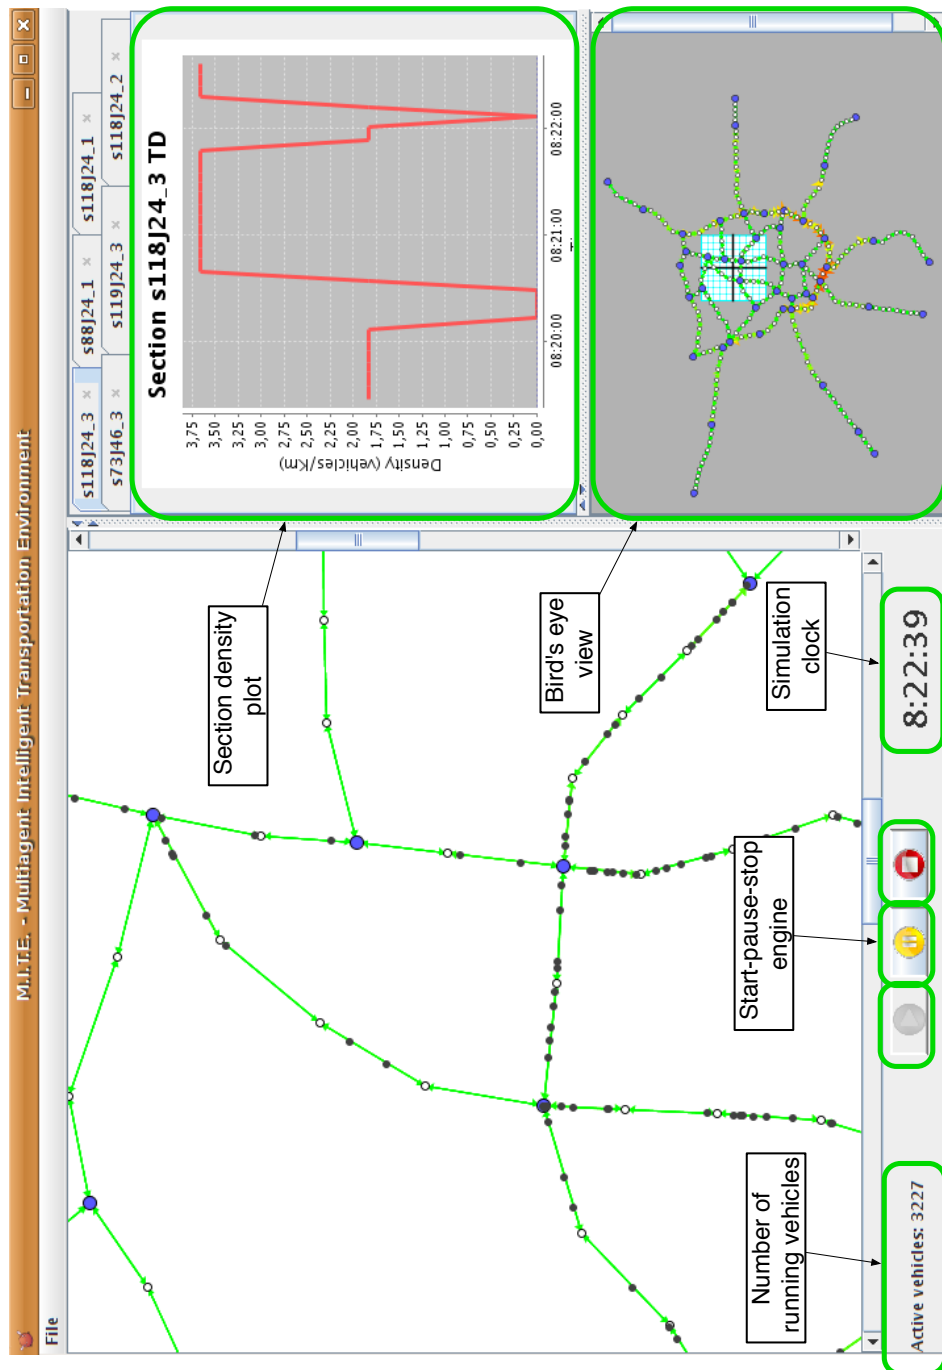 M.I.T.E. - Multiagent Intelligent Transportation Environment
File
s118J24_3 ×
s88J24_1 ×
s118J24_1 ×
s73J46_3 ×
s119J24_3 ×
s118J24_2 ×
Section s118J24_3 TD
Density (vehicles/Km)
3,75
3,50
3,25
3,00
2,75
2,50
2,25
2,00
1,75
1,50
1,25
1,00
0,75
0,50
0,25
0,00
08:20:00
08:21:00
08:22:00
Section density
plot
Bird's eye
view
Simulation
clock
Start-pause-stop
engine
Number of
running vehicles
Active vehicles: 3227
8:22:39